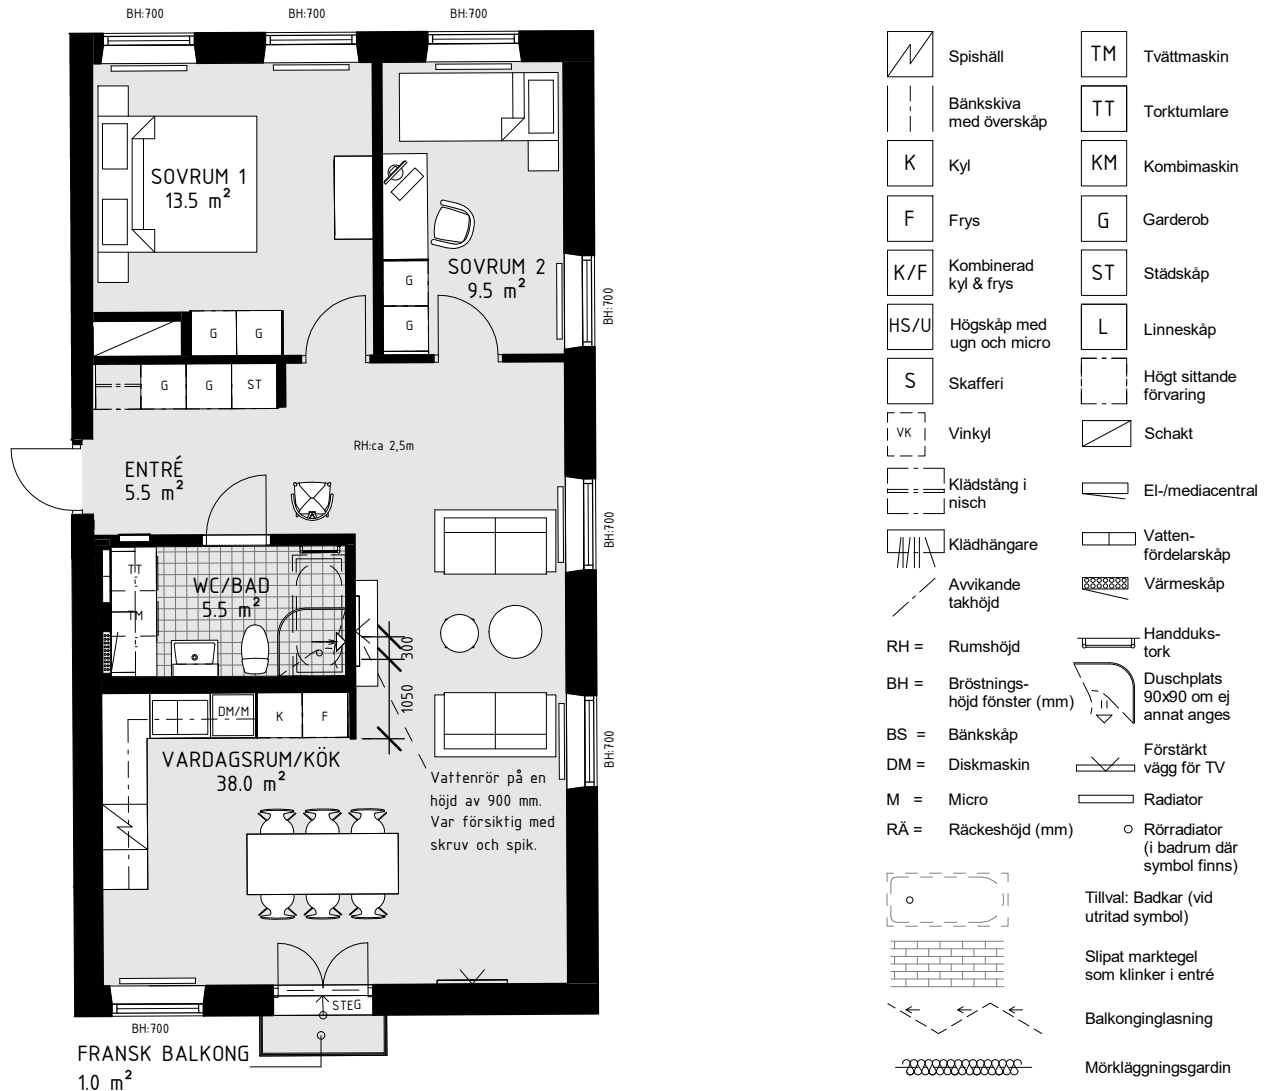 BH:700
BH:700
BH:700
SOVRUM 1
13.5 m²
SOVRUM 2
9.5 m²
BH:700
G
G
G
G
G
G
ST
RH:ca 2,5m
ENTRÉ
5.5 m²
BH:700
TT
TM
WC/BAD
5.5 m²
300
1050
DM/M
K
F
VARDAGSRUM/KÖK
38.0 m²
BH:700
Vattenrör på en
höjd av 900 mm.
Var försiktig med
skruv och spik.
STEG
BH:700
FRANSK BALKONG
1.0 m²
Spishäll
Bänkskiva
med överskåp
K
Kyl
F
Frys
K/F
Kombinerad
kyl & frys
HS/U
Högskåp med
ugn och micro
S
Skafferi
VK
Vinkyl
Klädstång i
nisch
Klädhängare
Avvikande
takhöjd
RH =
Rumshöjd
BH =
Bröstnings-
höjd fönster (mm)
BS =
Bänkskåp
DM =
Diskmaskin
M =
Micro
RÄ =
Räckeshöjd (mm)
TM
Tvättmaskin
TT
Torktumlare
KM
Kombimaskin
G
Garderob
ST
Städskåp
L
Linneskåp
Högt sittande
förvaring
Schakt
El-/mediacentral
Vatten-
fördelarskåp
Värmeskåp
Handduks-
tork
Duschplats
90x90 om ej
annat anges
Förstärkt
vägg för TV
Radiator
Rörradiator
(i badrum där
symbol finns)
Tillval: Badkar (vid
utritad symbol)
Slipat marktegel
som klinker i entré
Balkonginglasning
Mörkläggningsgardin